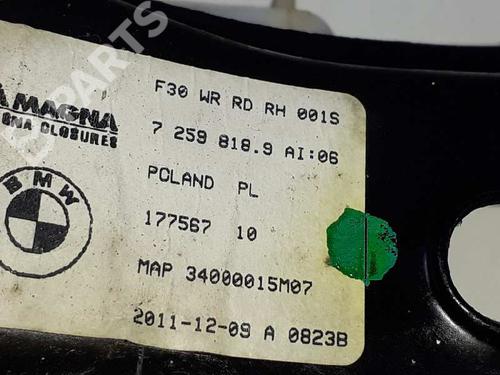 MAGNA
MAGNA CLOSURES
BMW
F30 WR RD RH 001S
7 259 818.9 AI:06
POLAND PL
177567 10
MAP 34000015M07
2011-12-09 A 0823B
B PARTS